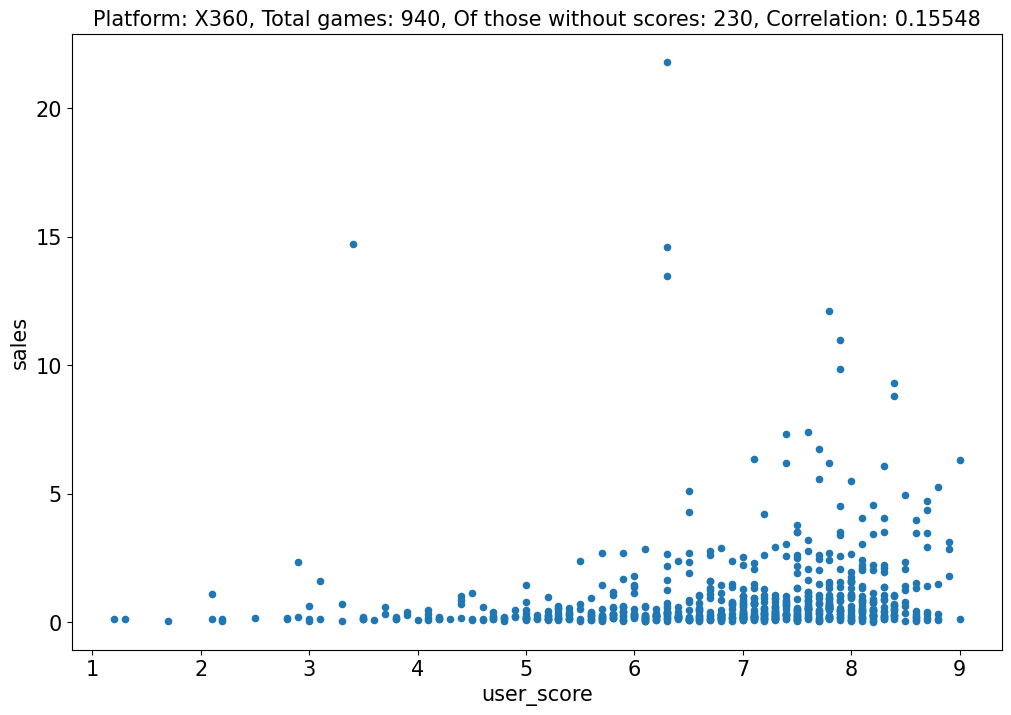 Platform: X360, Total games: 940, Of those without scores: 230, Correlation: 0.15548
20
15
10
5
0
sales
1 2 3 4 5 6 7 8 9
user_score